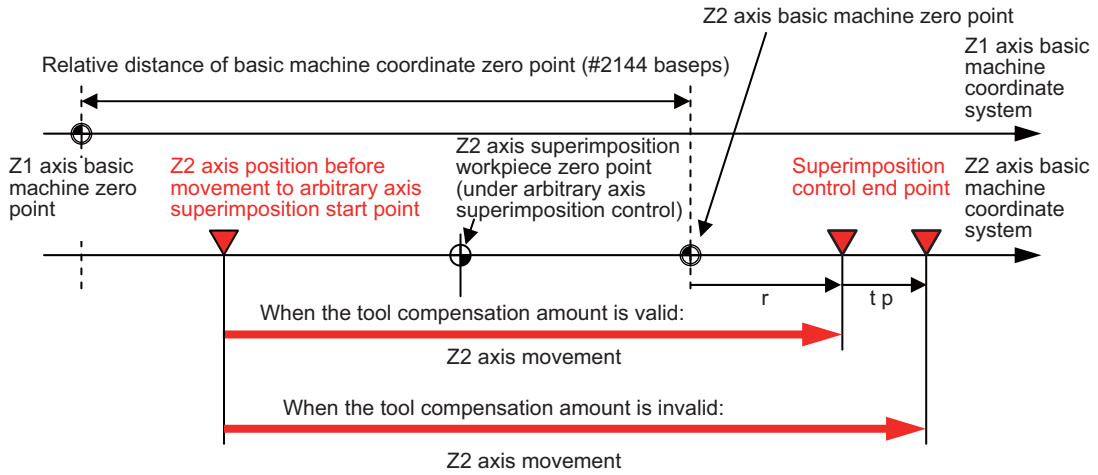 Z2 axis basic machine zero point
Relative distance of basic machine coordinate zero point (#2144 baseps)
Z1 axis basic
machine
coordinate
system
Z1 axis basic
machine zero
point
Z2 axis position before
movement to arbitrary axis
superimposition start point
Z2 axis superimposition
workpiece zero point
(under arbitrary axis
superimposition control)
Superimposition
control end point
Z2 axis basic
machine
coordinate
system
r
t p
When the tool compensation amount is valid:
Z2 axis movement
When the tool compensation amount is invalid:
Z2 axis movement